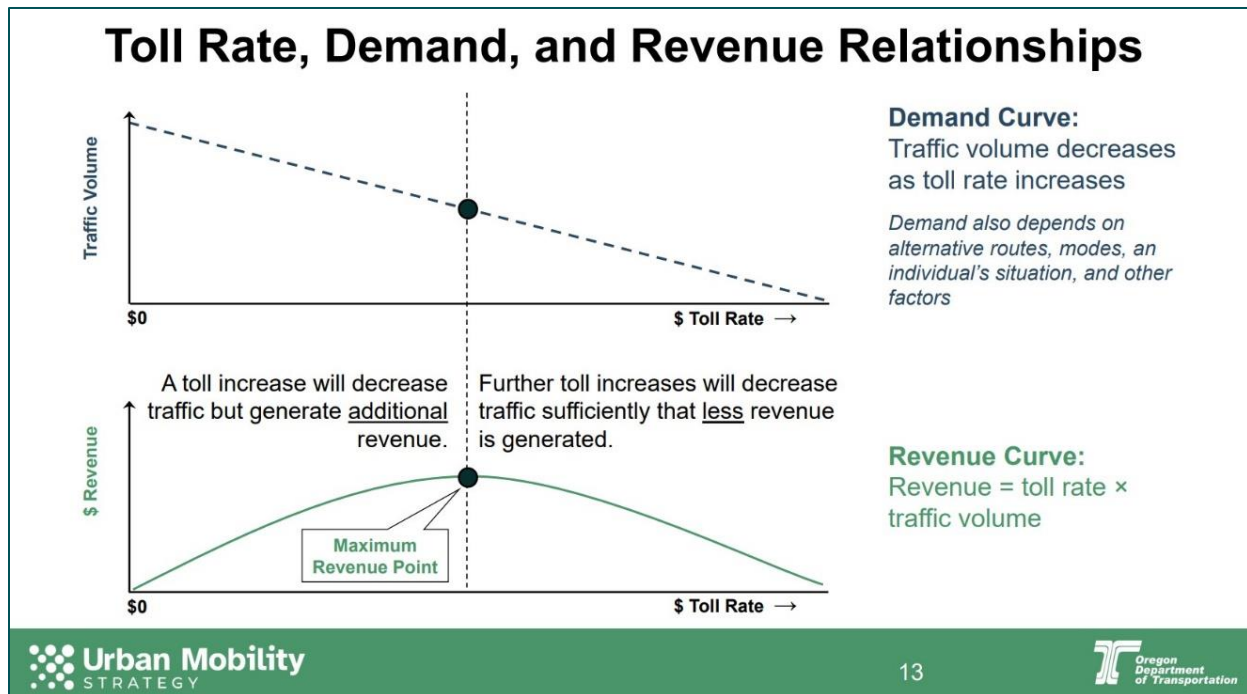 Toll Rate, Demand, and Revenue Relationships
Traffic Volume
$0
$ Toll Rate →
Demand Curve:
Traffic volume decreases
as toll rate increases
Demand also depends on
alternative routes, modes, an
individual's situation, and other
factors
A toll increase will decrease
traffic but generate additional
revenue.
Further toll increases will decrease
traffic sufficiently that less revenue
is generated.
$ Revenue
Maximum
Revenue Point
$0
$ Toll Rate →
Revenue Curve:
Revenue = toll rate ×
traffic volume
Urban Mobility
STRATEGY
13
Oregon
Department
of Transportation